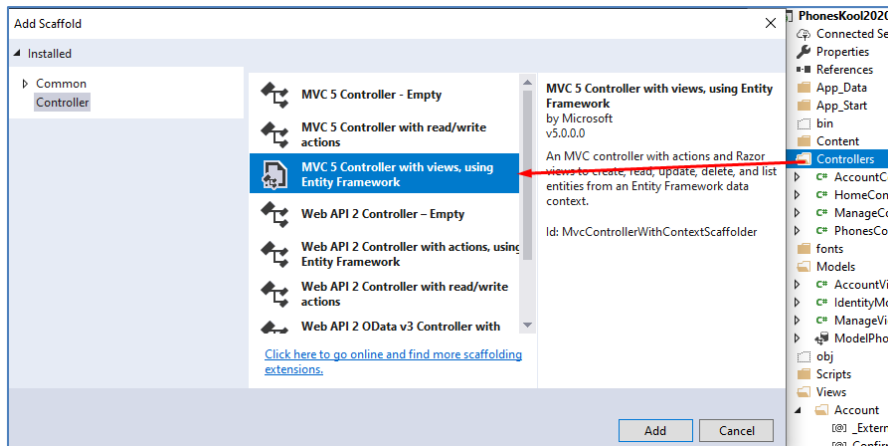 Add Scaffold
Installed
Common
Controller
MVC 5 Controller - Empty
MVC 5 Controller with read/write
actions
MVC 5 Controller with views, using
Entity Framework
Web API 2 Controller – Empty
Web API 2 Controller with actions, using
Entity Framework
Web API 2 Controller with read/write
actions
Web API 2 OData v3 Controller with
Click here to go online and find more scaffolding
extensions.
MVC 5 Controller with views, using Entity
Framework
by Microsoft
v5.0.0.0
An MVC controller with actions and Razor
views to create, read, update, delete, and list
entities from an Entity Framework data
context.
Id: MvcControllerWithContextScaffolder
Add
Cancel
PhonesKool2020
Connected Se
Properties
References
App_Data
App_Start
bin
Content
Controllers
C# AccountC
C# HomeCon
C# ManageCo
C# PhonesCo
fonts
Models
C# AccountVi
C# IdentityMo
C# ManageVi
ModelPho
obj
Scripts
Views
Account
[@] _Extern